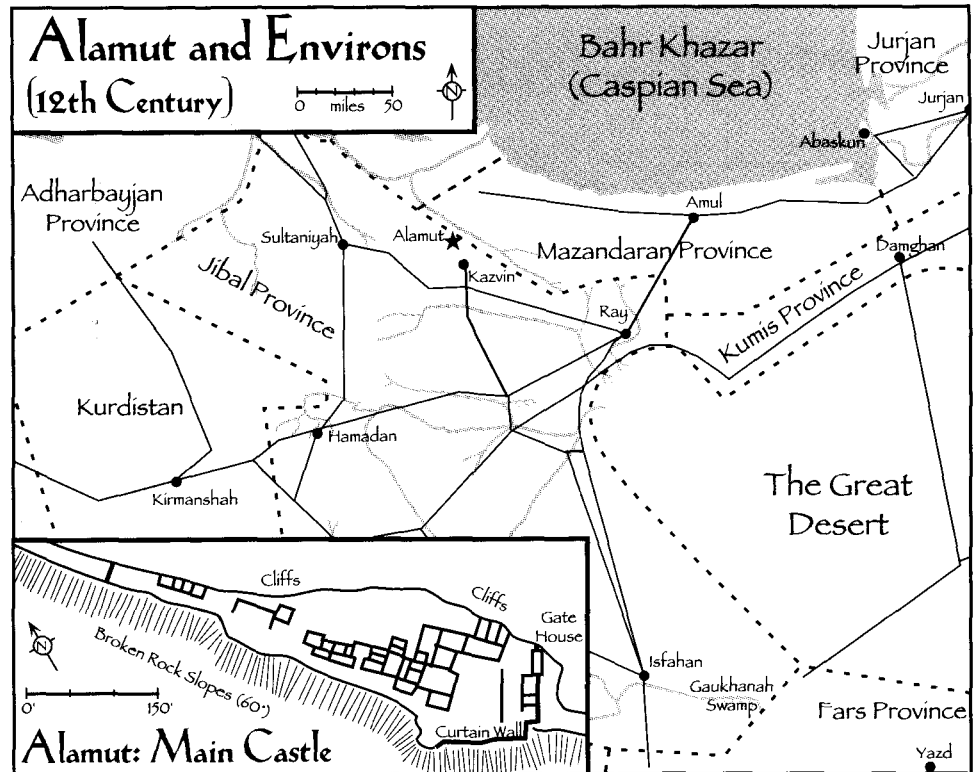 Alamut and Environs
(12th Century)
0 miles 50
N
Bahr Khazar
(Caspian Sea)
Jurjan
Province
Jurjan
Abaskun
Adharbayjan
Province
Sultaniyah
Alamut
Amul
Mazandaran Province
Damghan
Jibal Province
Kazvin
Ray
Kumis Province
Kurdistan
Hamadan
Kirmanshah
The Great
Desert
Isfahan
Gaukhanah
Swamp
Fars Province
Yazd
Cliffs
Cliffs
Gate
House
Broken Rock Slopes (60°)
N
0' 150'
Curtain Wall
Alamut: Main Castle